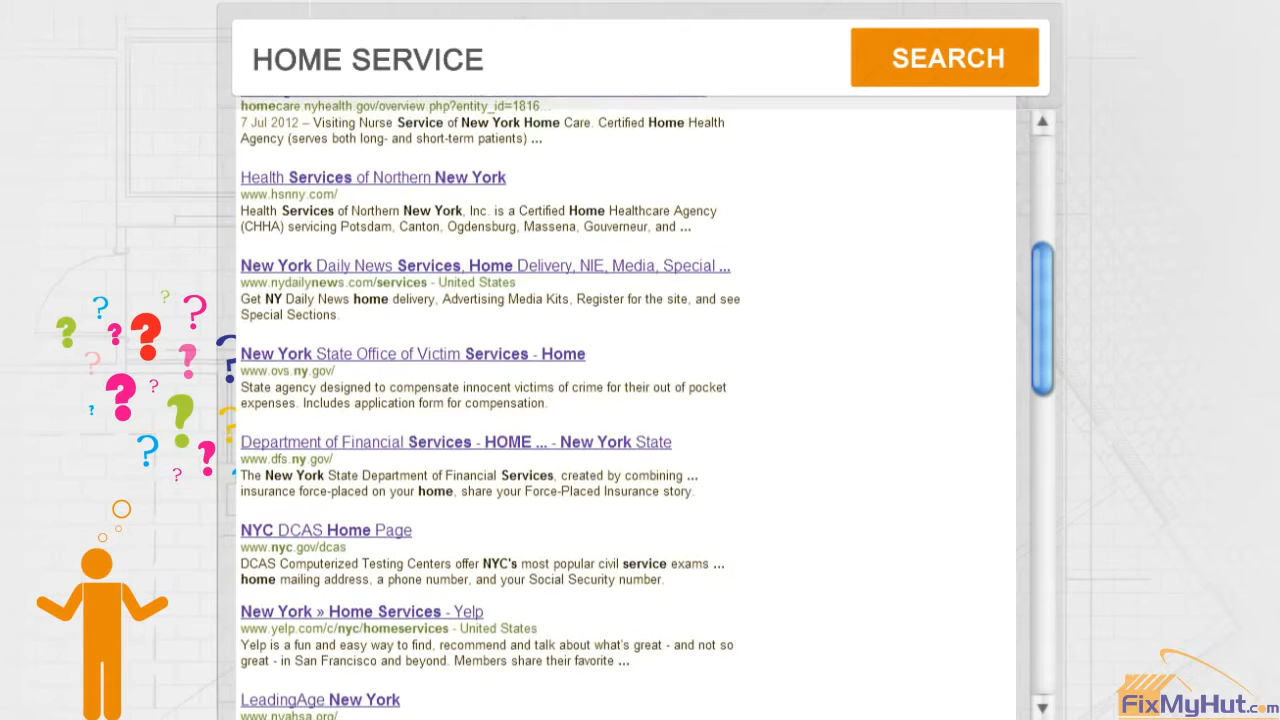 HOME SERVICE
SEARCH
homecare.nyhealth.gov/overview.php?entity_id=1816...
7 Jul 2012 – Visiting Nurse Service of New York Home Care. Certified Home Health
Agency (serves both long- and short-term patients) ...
Health Services of Northern New York
www.hsnny.com/
Health Services of Northern New York, Inc. is a Certified Home Healthcare Agency
(CHHA) servicing Potsdam, Canton, Ogdensburg, Massena, Gouverneur, and ...
New York Daily News Services, Home Delivery, NIE, Media, Special ...
www.nydailynews.com/services - United States
Get NY Daily News home delivery, Advertising Media Kits, Register for the site, and see
Special Sections.
New York State Office of Victim Services - Home
www.ovs.ny.gov/
State agency designed to compensate innocent victims of crime for their out of pocket
expenses. Includes application form for compensation.
Department of Financial Services - HOME ... - New York State
www.dfs.ny.gov/
The New York State Department of Financial Services, created by combining ...
insurance force-placed on your home, share your Force-Placed Insurance story.
NYC DCAS Home Page
www.nyc.gov/dcas
DCAS Computerized Testing Centers offer NYC's most popular civil service exams ...
home mailing address, a phone number, and your Social Security number.
New York » Home Services - Yelp
www.yelp.com/c/nyc/homeservices - United States
Yelp is a fun and easy way to find, recommend and talk about what's great - and not so
great - in San Francisco and beyond. Members share their favorite ...
LeadingAge New York
www.nyahsa.org/
FixMyHut.com